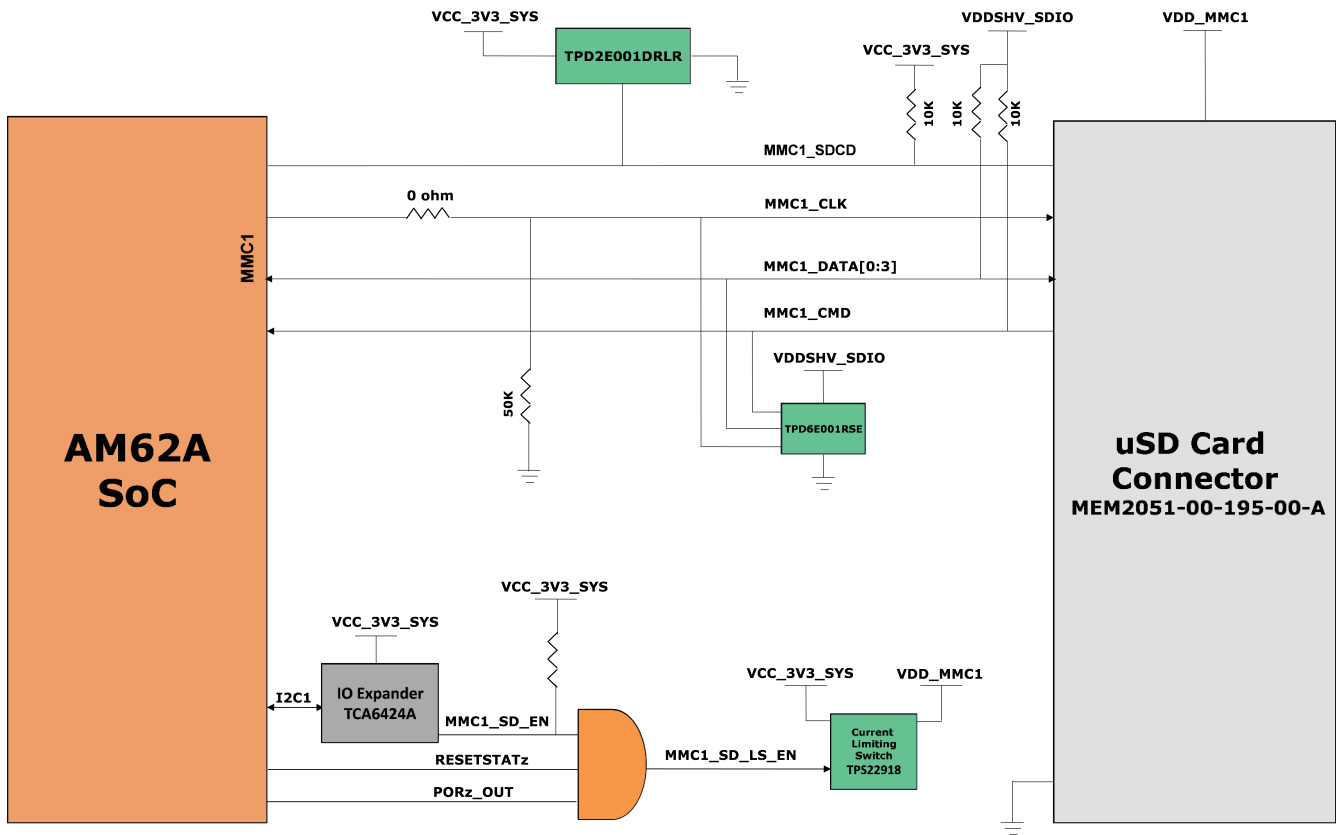 VCC_3V3_SYS
TPD2E001DRLR
VDDSHV_SDIO
VDD_MMC1
VCC_3V3_SYS
10K
10K
10K
MMC1_SDCD
0 ohm
MMC1_CLK
MMC1
MMC1_DATA[0:3]
MMC1_CMD
VDDSHV_SDIO
50K
TPD6E001RSE
AM62A
SoC
uSD Card
Connector
MEM2051-00-195-00-A
VCC_3V3_SYS
VCC_3V3_SYS
I2C1
IO Expander
TCA6424A
MMC1_SD_EN
RESETSTATz
PORz_OUT
MMC1_SD_LS_EN
VCC_3V3_SYS
VDD_MMC1
Current
Limiting
Switch
TPS22918